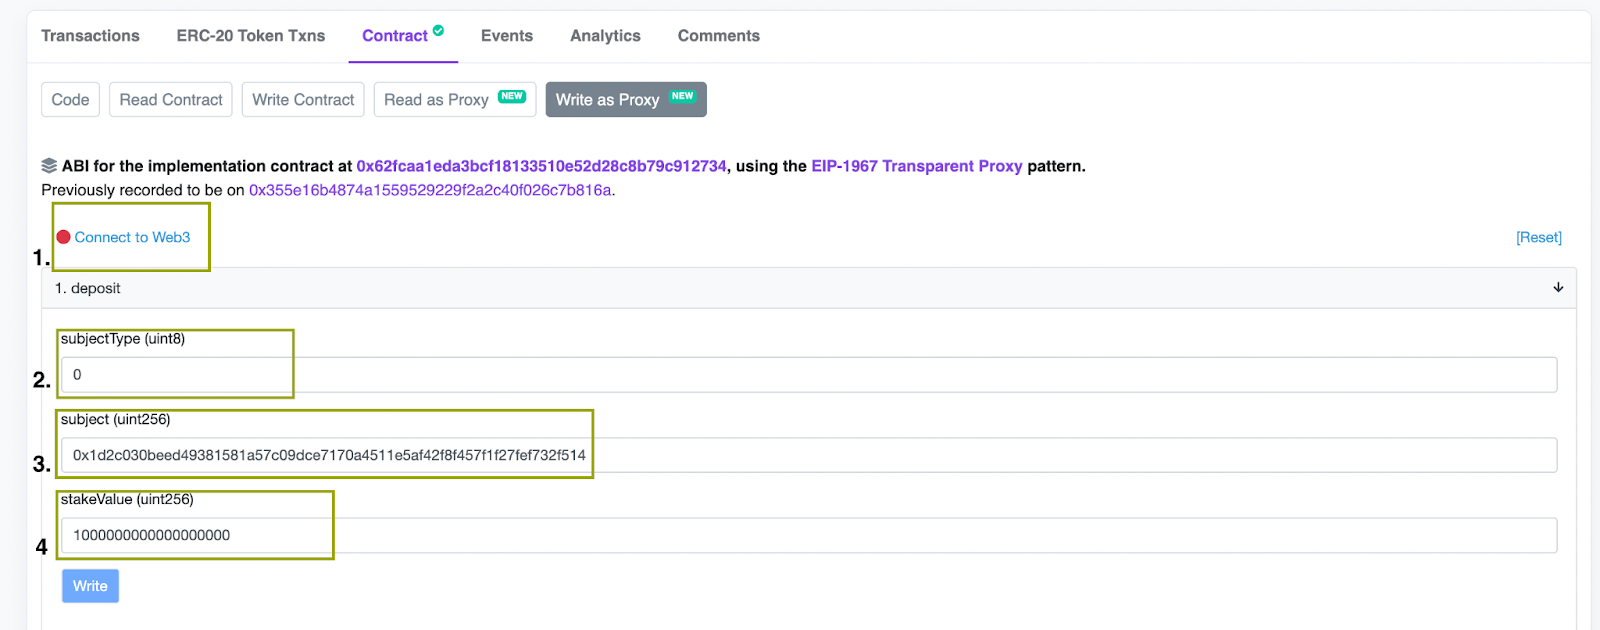 Transactions ERC-20 Token Txns Contract Events Analytics Comments
Code Read Contract Write Contract Read as Proxy NEW Write as Proxy NEW
ABI for the implementation contract at 0x62fcaa1eda3bcf18133510e52d28c8b79c912734, using the EIP-1967 Transparent Proxy pattern.
Previously recorded to be on 0x355e16b4874a1559529229f2a2c40f026c7b816a.
1. Connect to Web3 [Reset]
1. deposit
subjectType (uint8)
2. 0
subject (uint256)
3. 0x1d2c030beed49381581a57c09dce7170a4511e5af42f8f457f1f27fef732f514
stakeValue (uint256)
4 1000000000000000000
Write